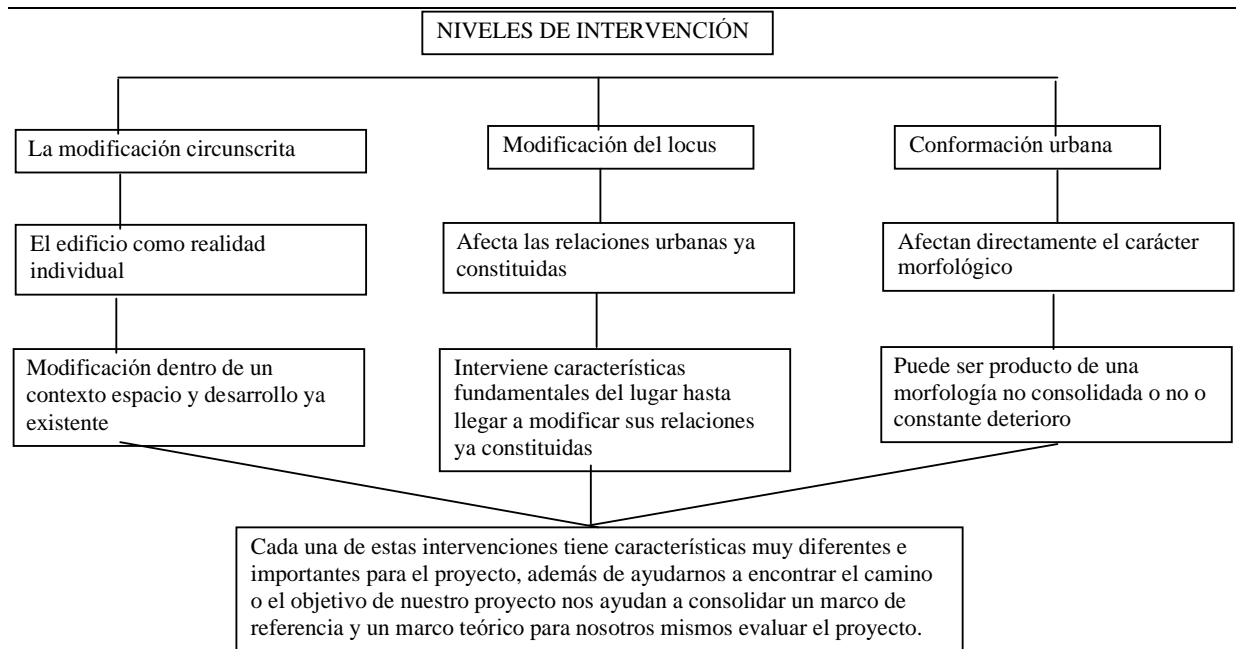 NIVELES DE INTERVENCIÓN
La modificación circunscrita
Modificación del locus
Conformación urbana
El edificio como realidad
individual
Afecta las relaciones urbanas ya
constituidas
Afectan directamente el carácter
morfológico
Modificación dentro de un
contexto espacio y desarrollo ya
existente
Interviene características
fundamentales del lugar hasta
llegar a modificar sus relaciones
ya constituidas
Puede ser producto de una
morfología no consolidada o no o
constante deterioro
Cada una de estas intervenciones tiene características muy diferentes e
importantes para el proyecto, además de ayudarnos a encontrar el camino
o el objetivo de nuestro proyecto nos ayudan a consolidar un marco de
referencia y un marco teórico para nosotros mismos evaluar el proyecto.